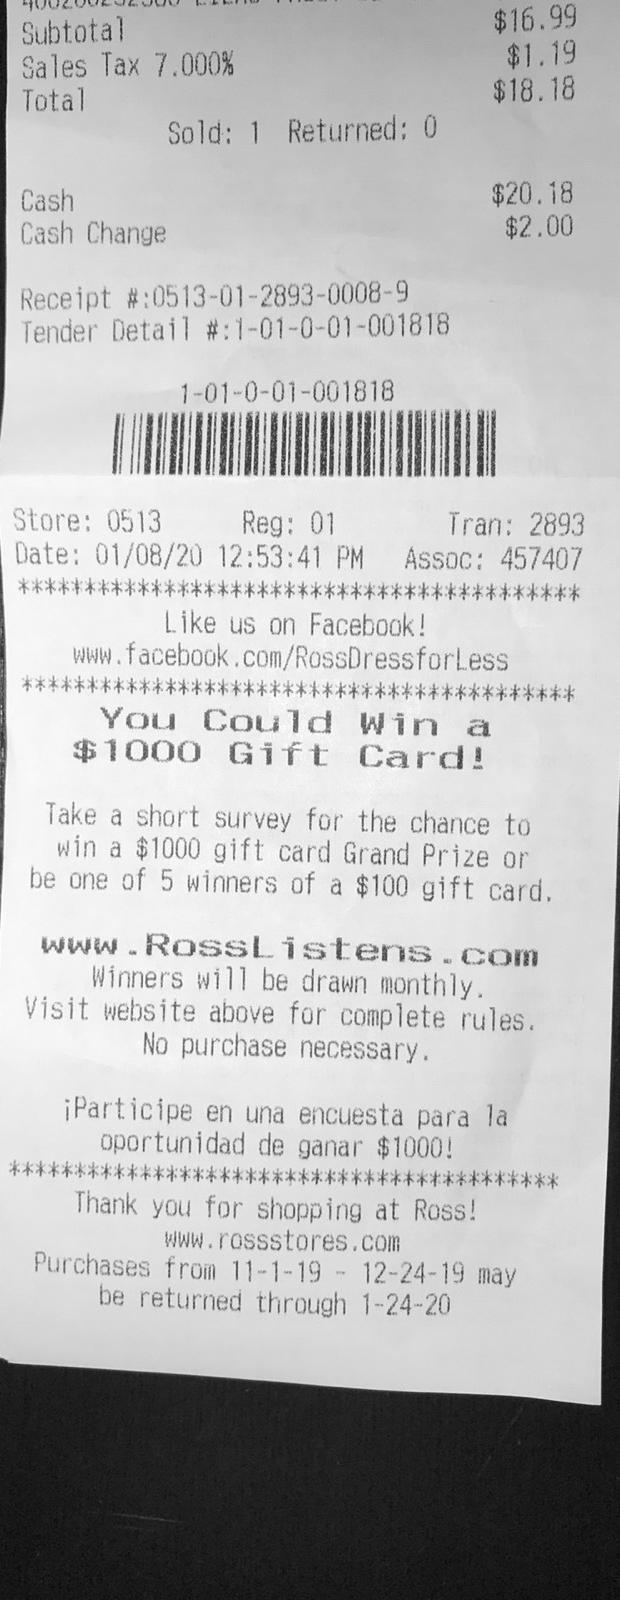 Subtotal $16.99
Sales Tax 7.000% $1.19
Total $18.18
Sold: 1 Returned: 0
Cash $20.18
Cash Change $2.00
Receipt #:0513-01-2893-0008-9
Tender Detail #:1-01-0-01-001818
1-01-0-01-001818
Store: 0513 Reg: 01 Tran: 2893
Date: 01/08/20 12:53:41 PM Assoc: 457407
******************************************
Like us on Facebook!
www.facebook.com/RossDressforLess
******************************************
You Could Win a
$1000 Gift Card!
Take a short survey for the chance to
win a $1000 gift card Grand Prize or
be one of 5 winners of a $100 gift card.
www.RossListens.com
Winners will be drawn monthly.
Visit website above for complete rules.
No purchase necessary.
¡Participe en una encuesta para la
oportunidad de ganar $1000!
******************************************
Thank you for shopping at Ross!
www.rossstores.com
Purchases from 11-1-19 - 12-24-19 may
be returned through 1-24-20